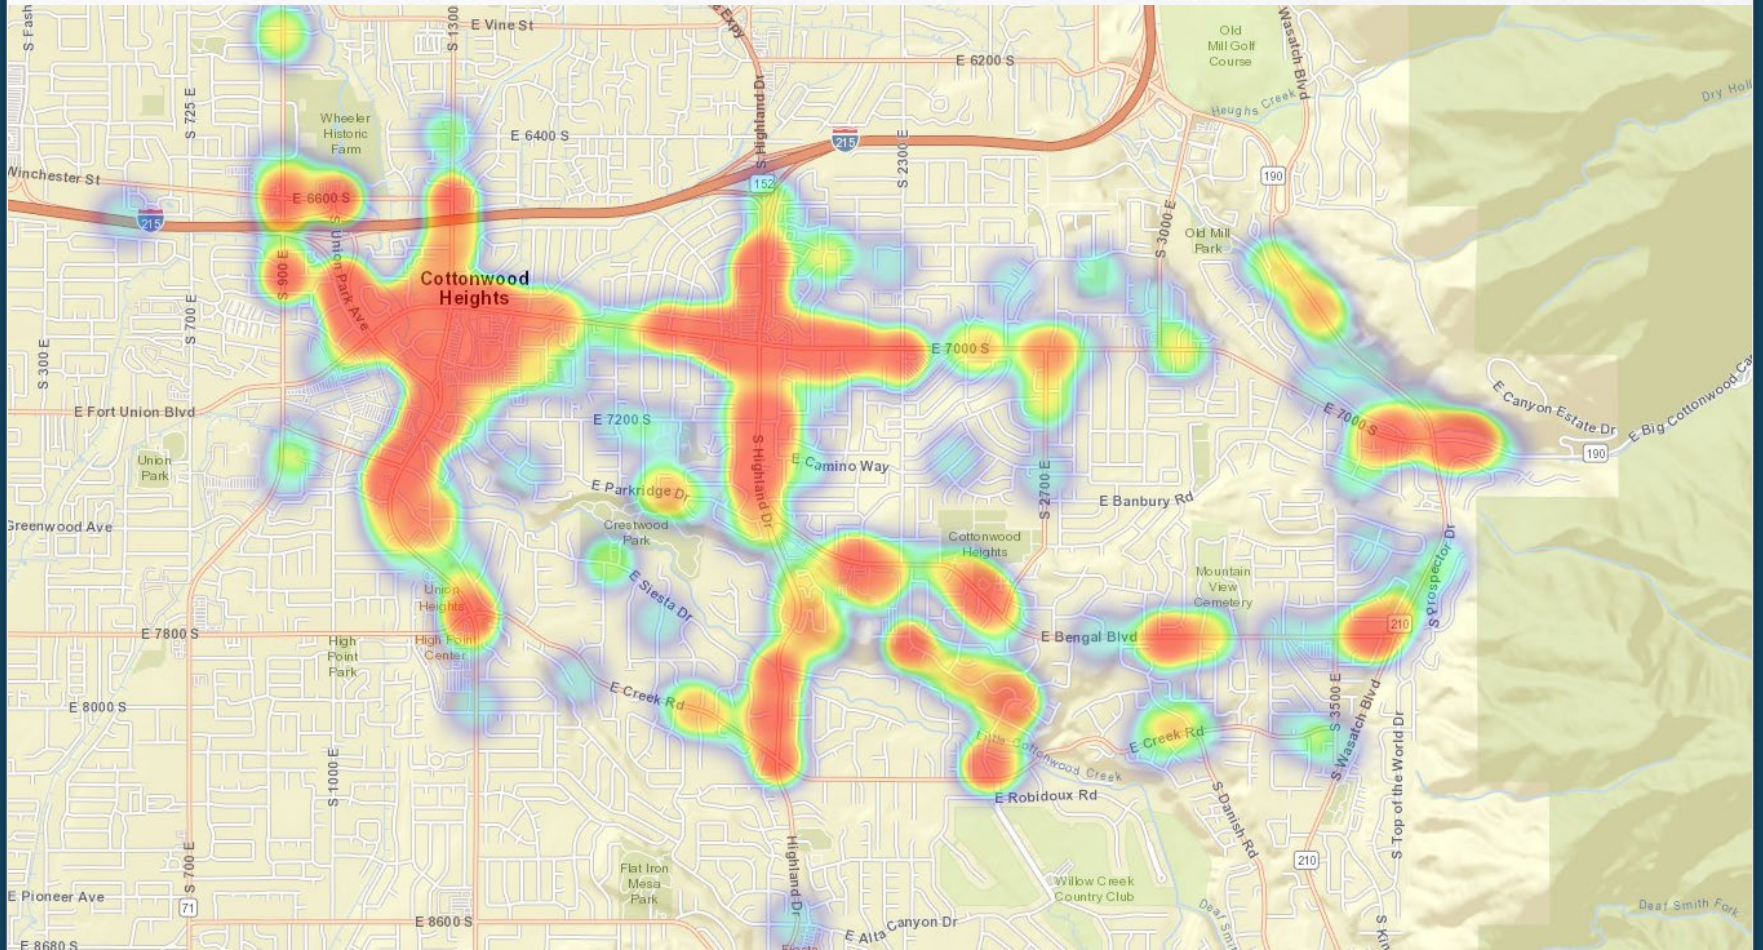 S Fash
S 1300
E Vine St
e Expy
E 6200 S
Old
Mill Golf
Course
Wasatch Blvd
Dry Holl
S 725 E
Wheeler
Historic
Farm
E 6400 S
S Highland Dr
215
S 2300 E
Heughs Creek
Winchester St
152
190
E 6600 S
215
S Union Park Ave
S 900 E
S 3000 E
Old Mill
Park
Cottonwood
Heights
S 700 E
S 300 E
E 7000 S
E Fort Union Blvd
E 7200 S
E 7000 S
E Canyon Estate Dr
E Big Cottonwood Ca
190
Union
Park
S Highland Dr
E Camino Way
E Parkridge Dr
S 2700 E
E Banbury Rd
Greenwood Ave
Crestwood
Park
Cottonwood
Heights
S Prospector Dr
E Siesta Dr
Mountain
View
Cemetery
Union
Heights
E 7800 S
High
Point
Park
High Point
Center
E Bengal Blvd
210
E Creek Rd
E 8000 S
S 3500 E
S Wasatch Blvd
E Creek Rd
Little Cottonwood Creek
S 1000 E
E Robidoux Rd
S Danish Rd
S Top of the World Dr
S 700 E
Highland Dr
210
Flat Iron
Mesa
Park
Willow Creek
Country Club
E Pioneer Ave
71
E 8600 S
E Alta Canyon Dr
Deaf Smi
Deaf Smith Fork
S Kin
E 8680 S